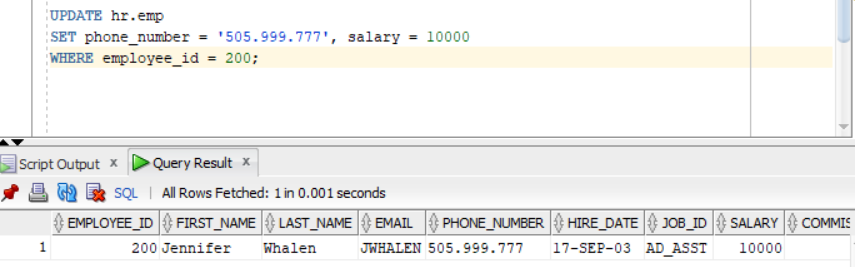 UPDATE hr.emp
SET phone_number = '505.999.777', salary = 10000
WHERE employee_id = 200;
Script Output x Query Result x
SQL | All Rows Fetched: 1 in 0.001 seconds
EMPLOYEE_ID FIRST_NAME LAST_NAME EMAIL PHONE_NUMBER HIRE_DATE JOB_ID SALARY COMMIS
1 200 Jennifer Whalen JWHALEN 505.999.777 17-SEP-03 AD_ASST 10000